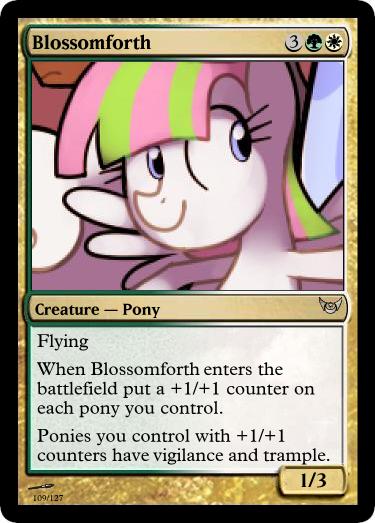 Blossomforth 3
Creature — Pony
Flying
When Blossomforth enters the
battlefield put a +1/+1 counter on
each pony you control.
Ponies you control with +1/+1
counters have vigilance and trample.
1/3
109/127